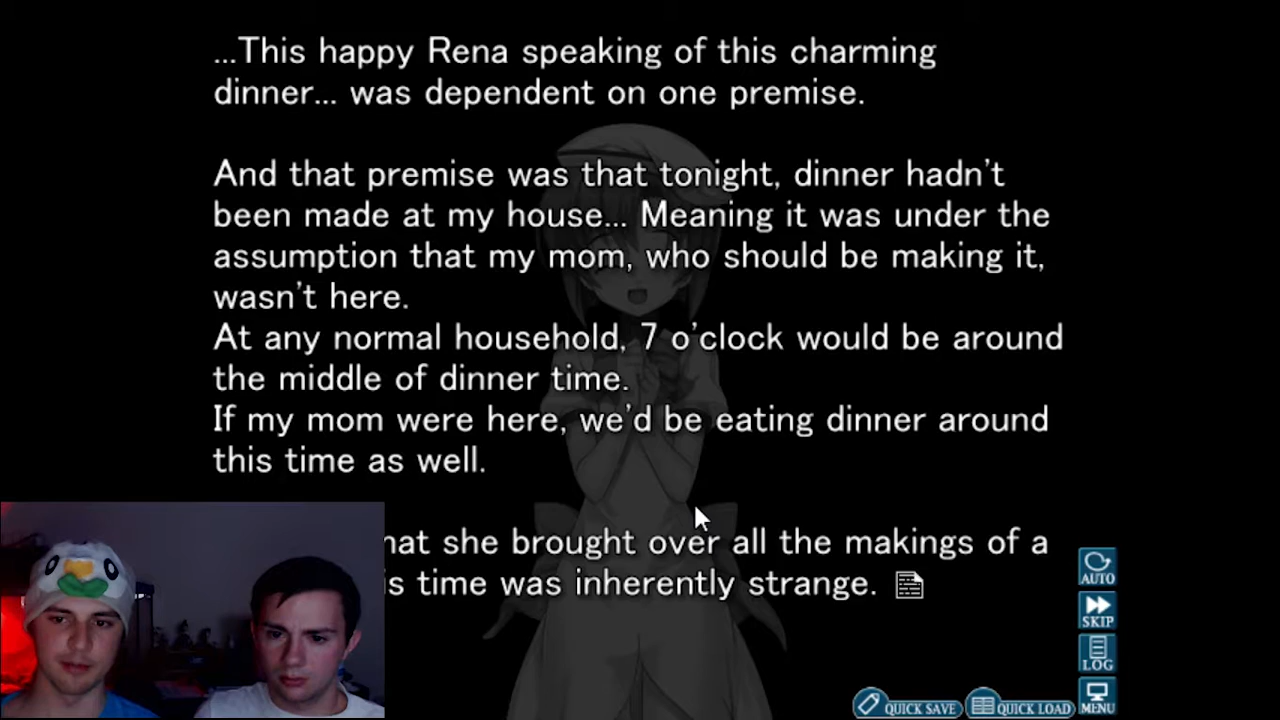 ...This happy Rena speaking of this charming
dinner... was dependent on one premise.
And that premise was that tonight, dinner hadn't
been made at my house... Meaning it was under the
assumption that my mom, who should be making it,
wasn't here.
At any normal household, 7 o'clock would be around
the middle of dinner time.
If my mom were here, we'd be eating dinner around
this time as well.
she brought over all the makings of a
time was inherently strange.
AUTO
SKIP
LOG
MENU
QUICK SAVE
QUICK LOAD